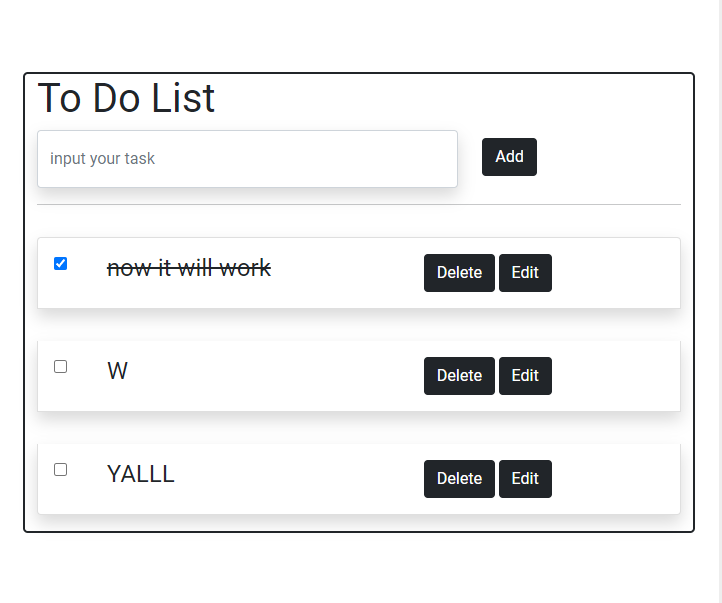 To Do List
input your task
Add
now it will work
Delete Edit
W
Delete Edit
YALLL
Delete Edit